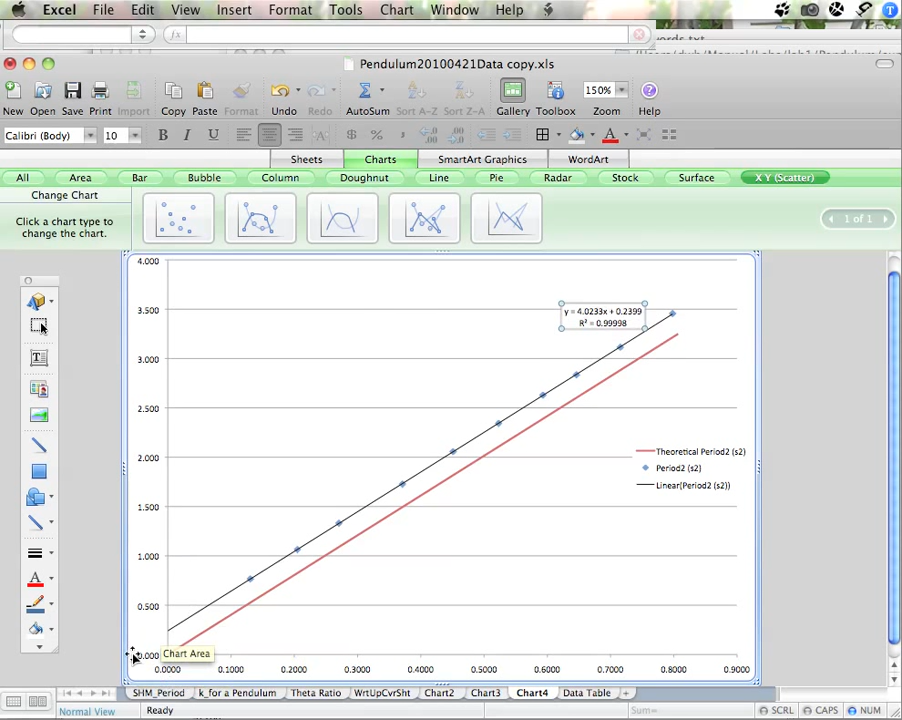 Excel File Edit View Insert Format Tools Chart Window Help
fx
words.txt
Pendulum20100421Data copy.xls
New Open Save Print Import Copy Paste Format Undo Redo AutoSum Sort A-Z Sort Z-A Gallery Toolbox 150% Zoom Help
Calibri (Body) 10 B I U A $ % A
Sheets Charts SmartArt Graphics WordArt
All Area Bar Bubble Column Doughnut Line Pie Radar Stock Surface X Y (Scatter)
Change Chart
Click a chart type to
change the chart.
1 of 1
4.000
3.500
3.000
2.500
2.000
1.500
1.000
0.500
0.000
y = 4.0233x + 0.2399
R² = 0.99998
Theoretical Period2 (s2)
Period2 (s2)
Linear(Period2 (s2))
Chart Area
0.0000 0.1000 0.2000 0.3000 0.4000 0.5000 0.6000 0.7000 0.8000 0.9000
SHM_Period k_for a Pendulum Theta Ratio WrtUpCvrSht Chart2 Chart3 Chart4 Data Table +
Normal View Ready Sum= SCRL CAPS NUM